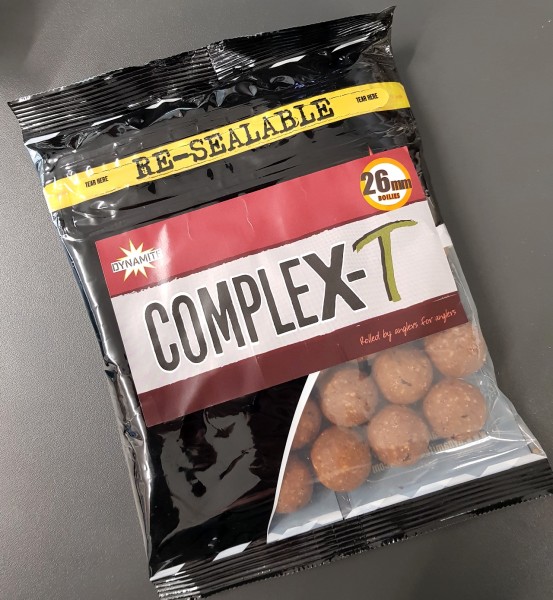 RE-SEALABLE
TEAR HERE
TEAR HERE
26mm
BOILIES
DYNAMITE
COMPLEX-T
Rolled by anglers for anglers